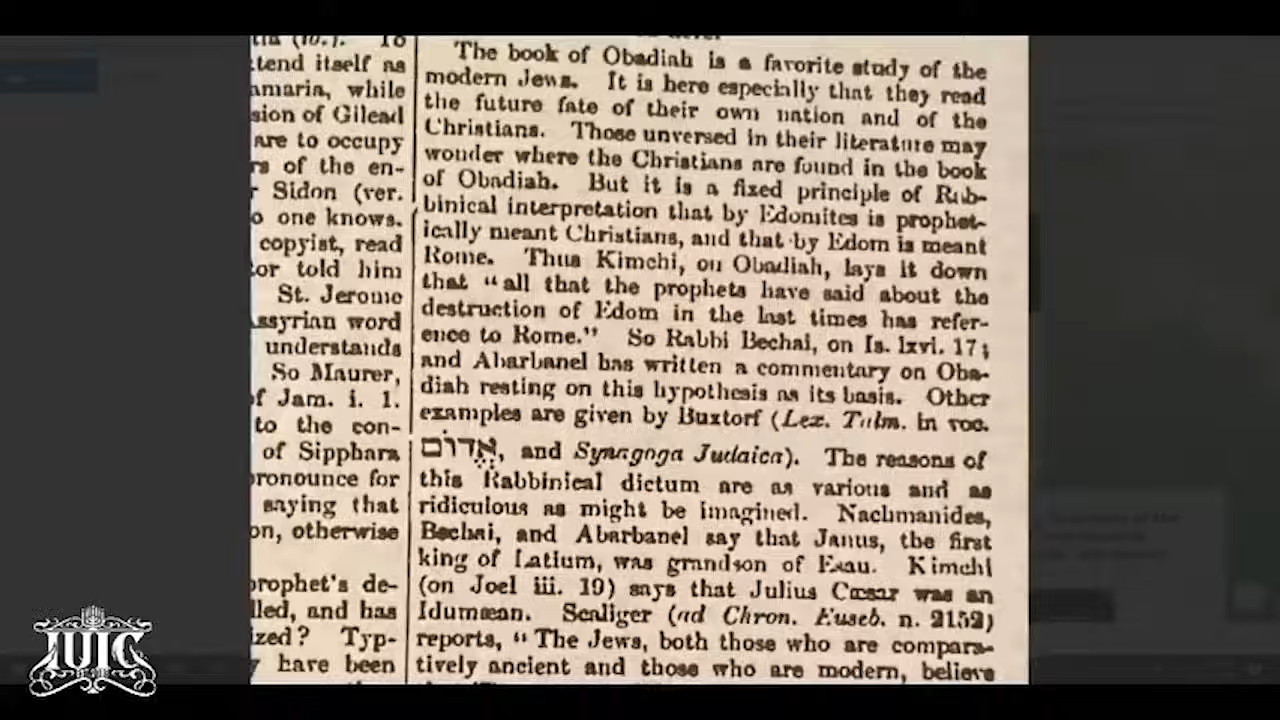 tend itself as
amaria, while
sion of Gilead
are to occupy
rs of the en-
r Sidon (ver.
o one knows.
copyist, read
tor told him
St. Jerome
Assyrian word
understands
So Maurer,
of Jam. i. 1.
to the con-
of Sipphara
pronounce for
saying that
on, otherwise
prophet's de-
lled, and has
ized? Typ-
y have been
The book of Obadiah is a favorite study of the
modern Jews. It is here especially that they read
the future fate of their own nation and of the
Christians. Those unversed in their literature may
wonder where the Christians are found in the book
of Obadiah. But it is a fixed principle of Rab-
binical interpretation that by Edomites is prophet-
ically meant Christians, and that by Edom is meant
Rome. Thus Kimchi, on Obadiah, lays it down
that "all that the prophets have said about the
destruction of Edom in the last times has refer-
ence to Rome." So Rabbi Bechai, on Is. lxvi. 17;
and Abarbanel has written a commentary on Oba-
diah resting on this hypothesis as its basis. Other
examples are given by Buxtorf (Lex. Talm. in voc.
אֱדוֹם, and Synagoga Judaica). The reasons of
this Rabbinical dictum are as various and as
ridiculous as might be imagined. Nachmanides,
Bechai, and Abarbanel say that Janus, the first
king of Latium, was grandson of Esau. Kimchi
(on Joel iii. 19) says that Julius Cæsar was an
Idumæan. Scaliger (ad Chron. Euseb. n. 2152)
reports, "The Jews, both those who are compara-
tively ancient and those who are modern, believe
IUIC